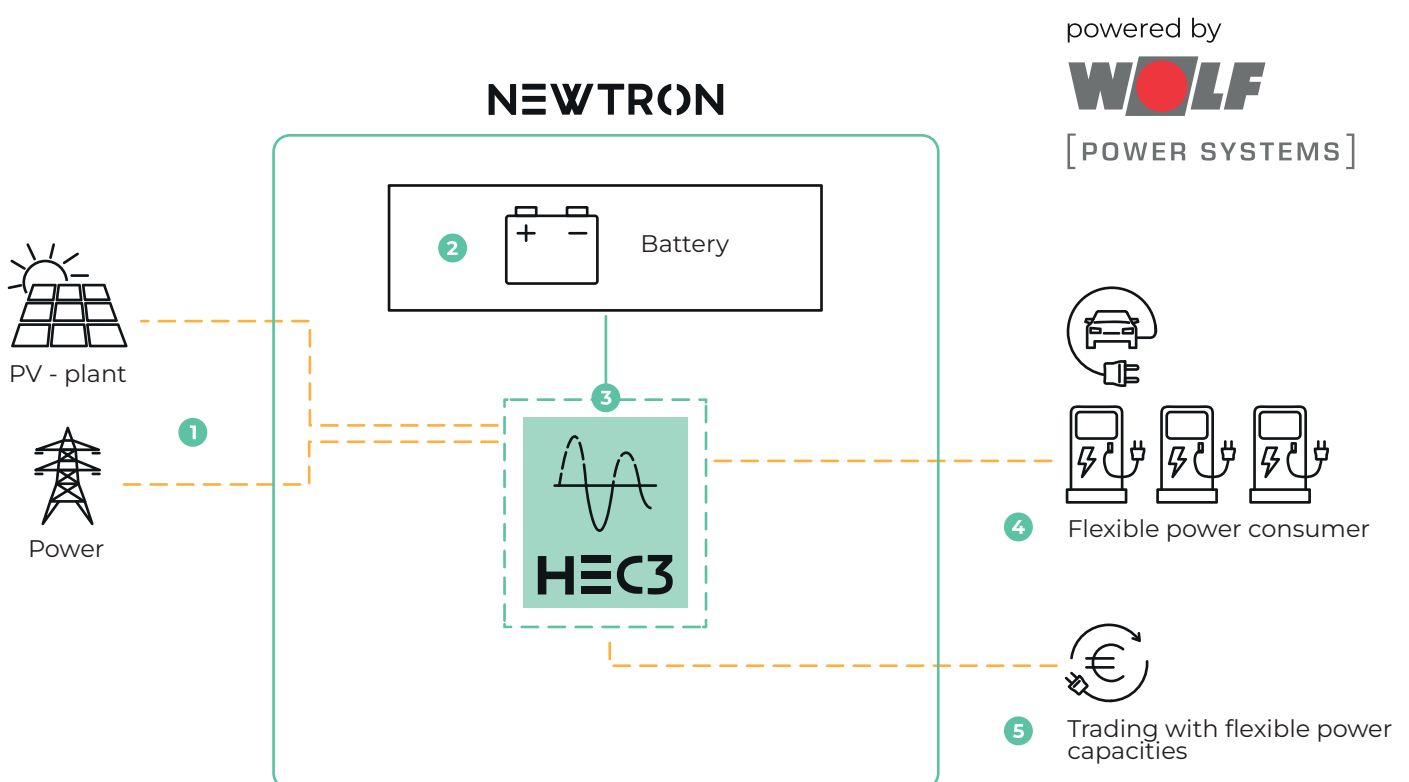 powered by
WOLF
[POWER SYSTEMS]
NEWTRON
2
+ −
Battery
PV - plant
1
Power
3
HEC3
4
Flexible power consumer
€
5
Trading with flexible power
capacities